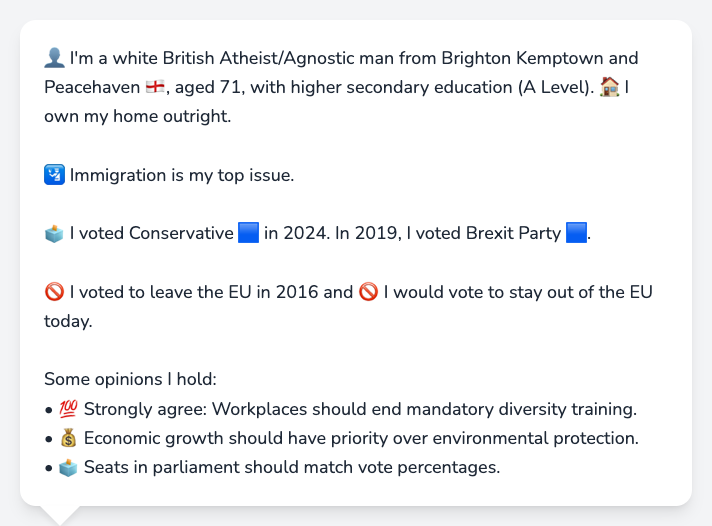 👤 I'm a white British Atheist/Agnostic man from Brighton Kemptown and
Peacehaven 🏴󠁧󠁢󠁥󠁮󠁧󠁿, aged 71, with higher secondary education (A Level). 🏠 I
own my home outright.
🛂 Immigration is my top issue.
🗳️ I voted Conservative 🟦 in 2024. In 2019, I voted Brexit Party 🟦.
🚫 I voted to leave the EU in 2016 and 🚫 I would vote to stay out of the EU
today.
Some opinions I hold:
• 💯 Strongly agree: Workplaces should end mandatory diversity training.
• 💰 Economic growth should have priority over environmental protection.
• 🗳️ Seats in parliament should match vote percentages.